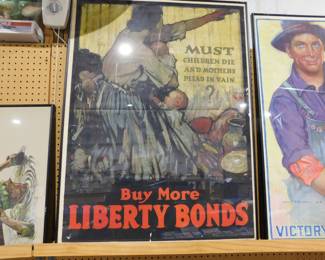 MUST
CHILDREN DIE
AND MOTHERS
PLEAD IN VAIN
?
Buy More
LIBERTY BONDS
VICTORY